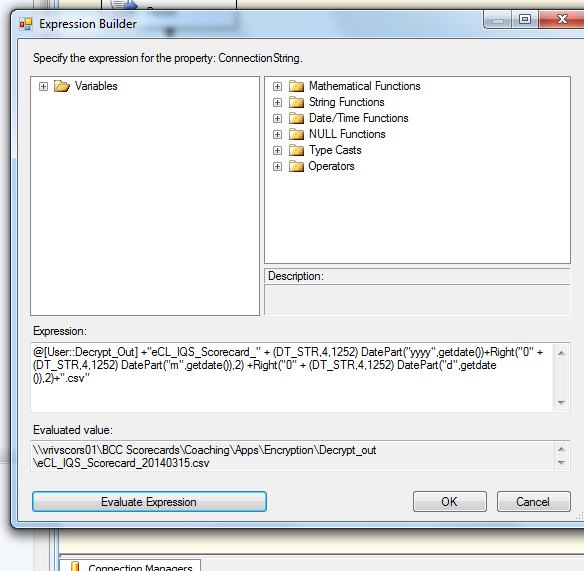 Expression Builder
Specify the expression for the property: ConnectionString.
Variables
Mathematical Functions
String Functions
Date/Time Functions
NULL Functions
Type Casts
Operators
Description:
Expression:
@[User::Decrypt_Out] +"eCL_IQS_Scorecard_" + (DT_STR,4,1252) DatePart("yyyy",getdate())+Right("0" +
(DT_STR,4,1252) DatePart("m",getdate()),2) +Right("0" + (DT_STR,4,1252) DatePart("d",getdate
()),2)+".csv"
Evaluated value:
\\vrivscors01\BCC Scorecards\Coaching\Apps\Encryption\Decrypt_out
\eCL_IQS_Scorecard_20140315.csv
Evaluate Expression
OK
Cancel
Connection Managers